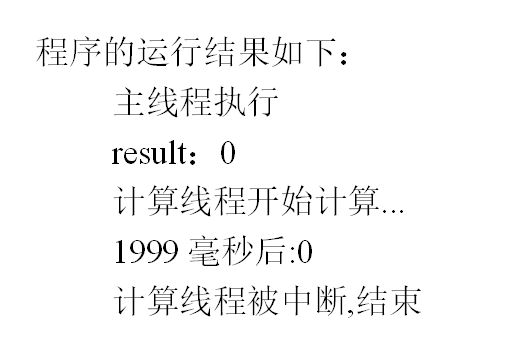 程序的运行结果如下：
主线程执行
result：0
计算线程开始计算...
1999 毫秒后:0
计算线程被中断,结束